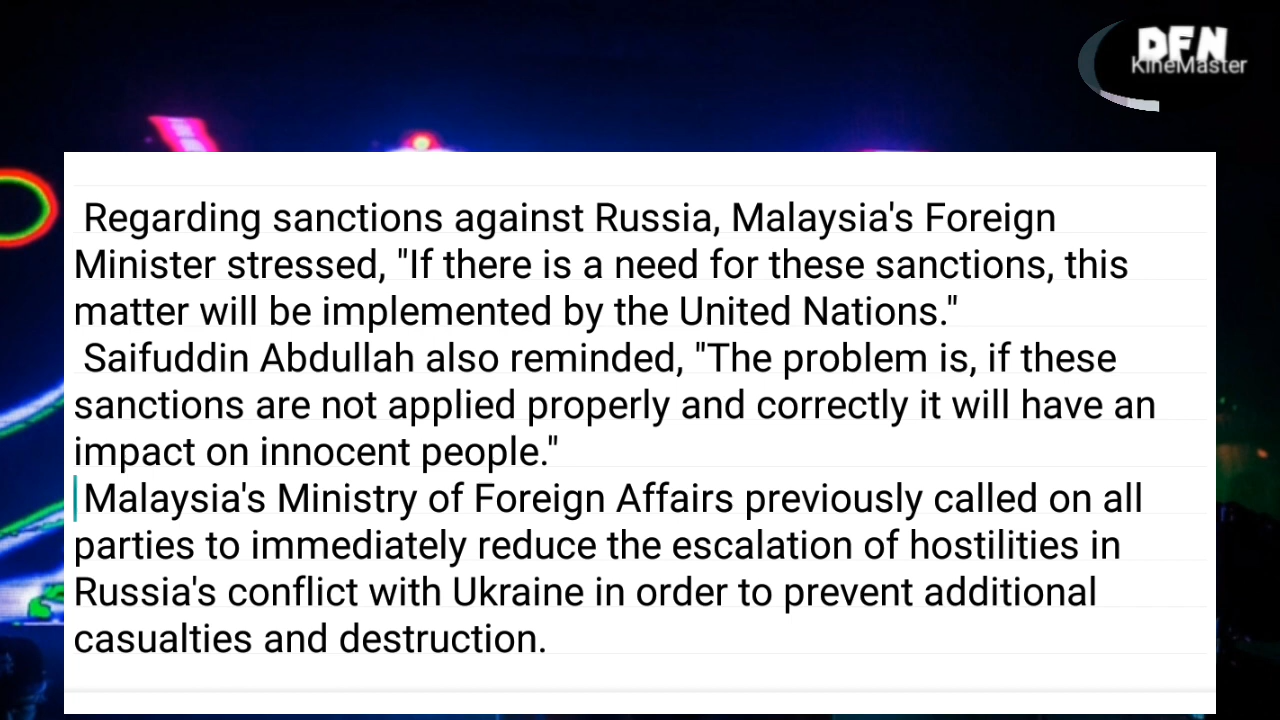 DFN
KineMaster
Regarding sanctions against Russia, Malaysia's Foreign
Minister stressed, "If there is a need for these sanctions, this
matter will be implemented by the United Nations."
Saifuddin Abdullah also reminded, "The problem is, if these
sanctions are not applied properly and correctly it will have an
impact on innocent people."
Malaysia's Ministry of Foreign Affairs previously called on all
parties to immediately reduce the escalation of hostilities in
Russia's conflict with Ukraine in order to prevent additional
casualties and destruction.